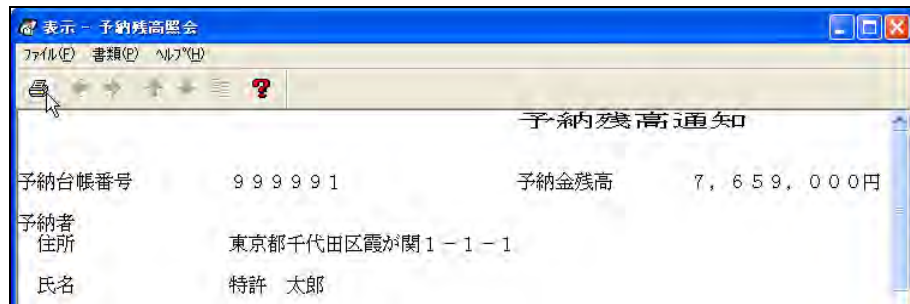 表示 - 予納残高照会
ファイル(F) 書類(P) ヘルプ(H)
?
予納残高通知
予納台帳番号 ９９９９９１ 予納金残高 ７，６５９，０００円
予納者
住所 東京都千代田区霞が関１－１－１
氏名 特許 太郎